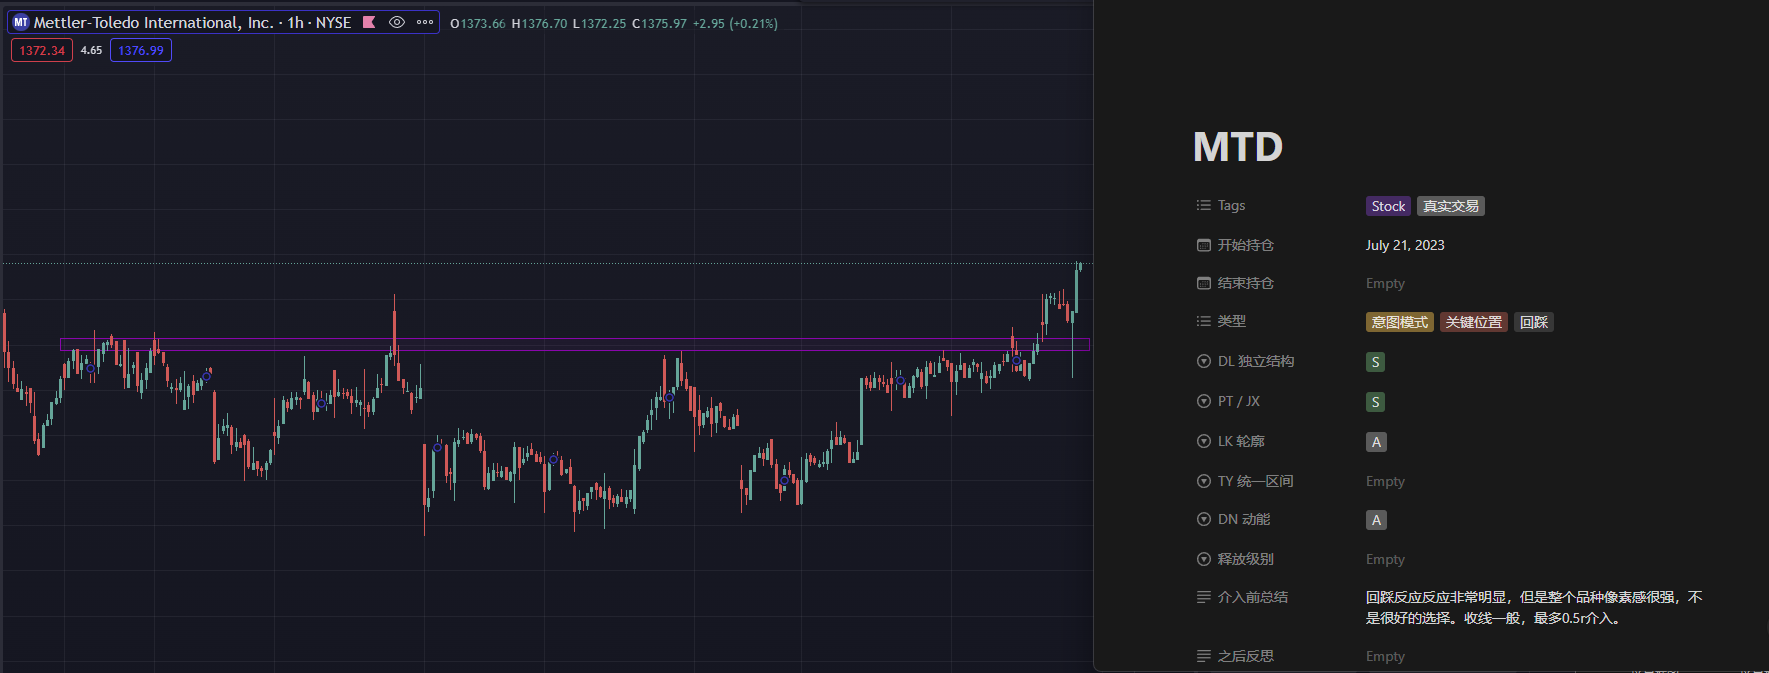 MT Mettler-Toledo International, Inc. · 1h · NYSE O1373.66 H1376.70 L1372.25 C1375.97 +2.95 (+0.21%)
1372.34 4.65 1376.99
MTD
Tags Stock 真实交易
开始持仓 July 21, 2023
结束持仓 Empty
类型 意图模式 关键位置 回踩
DL 独立结构 S
PT / JX S
LK 轮廓 A
TY 统一区间 Empty
DN 动能 A
释放级别 Empty
介入前总结 回踩反应反应非常明显，但是整个品种像素感很强，不
是很好的选择。收线一般，最多0.5r介入。
之后反思 Empty